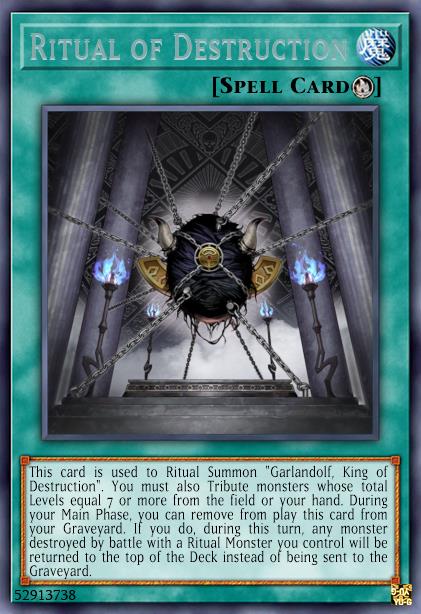 Ritual of Destruction
魔
[Spell Card]
This card is used to Ritual Summon "Garlandolf, King of
Destruction". You must also Tribute monsters whose total
Levels equal 7 or more from the field or your hand. During
your Main Phase, you can remove from play this card from
your Graveyard. If you do, during this turn, any monster
destroyed by battle with a Ritual Monster you control will be
returned to the top of the Deck instead of being sent to the
Graveyard.
52913738